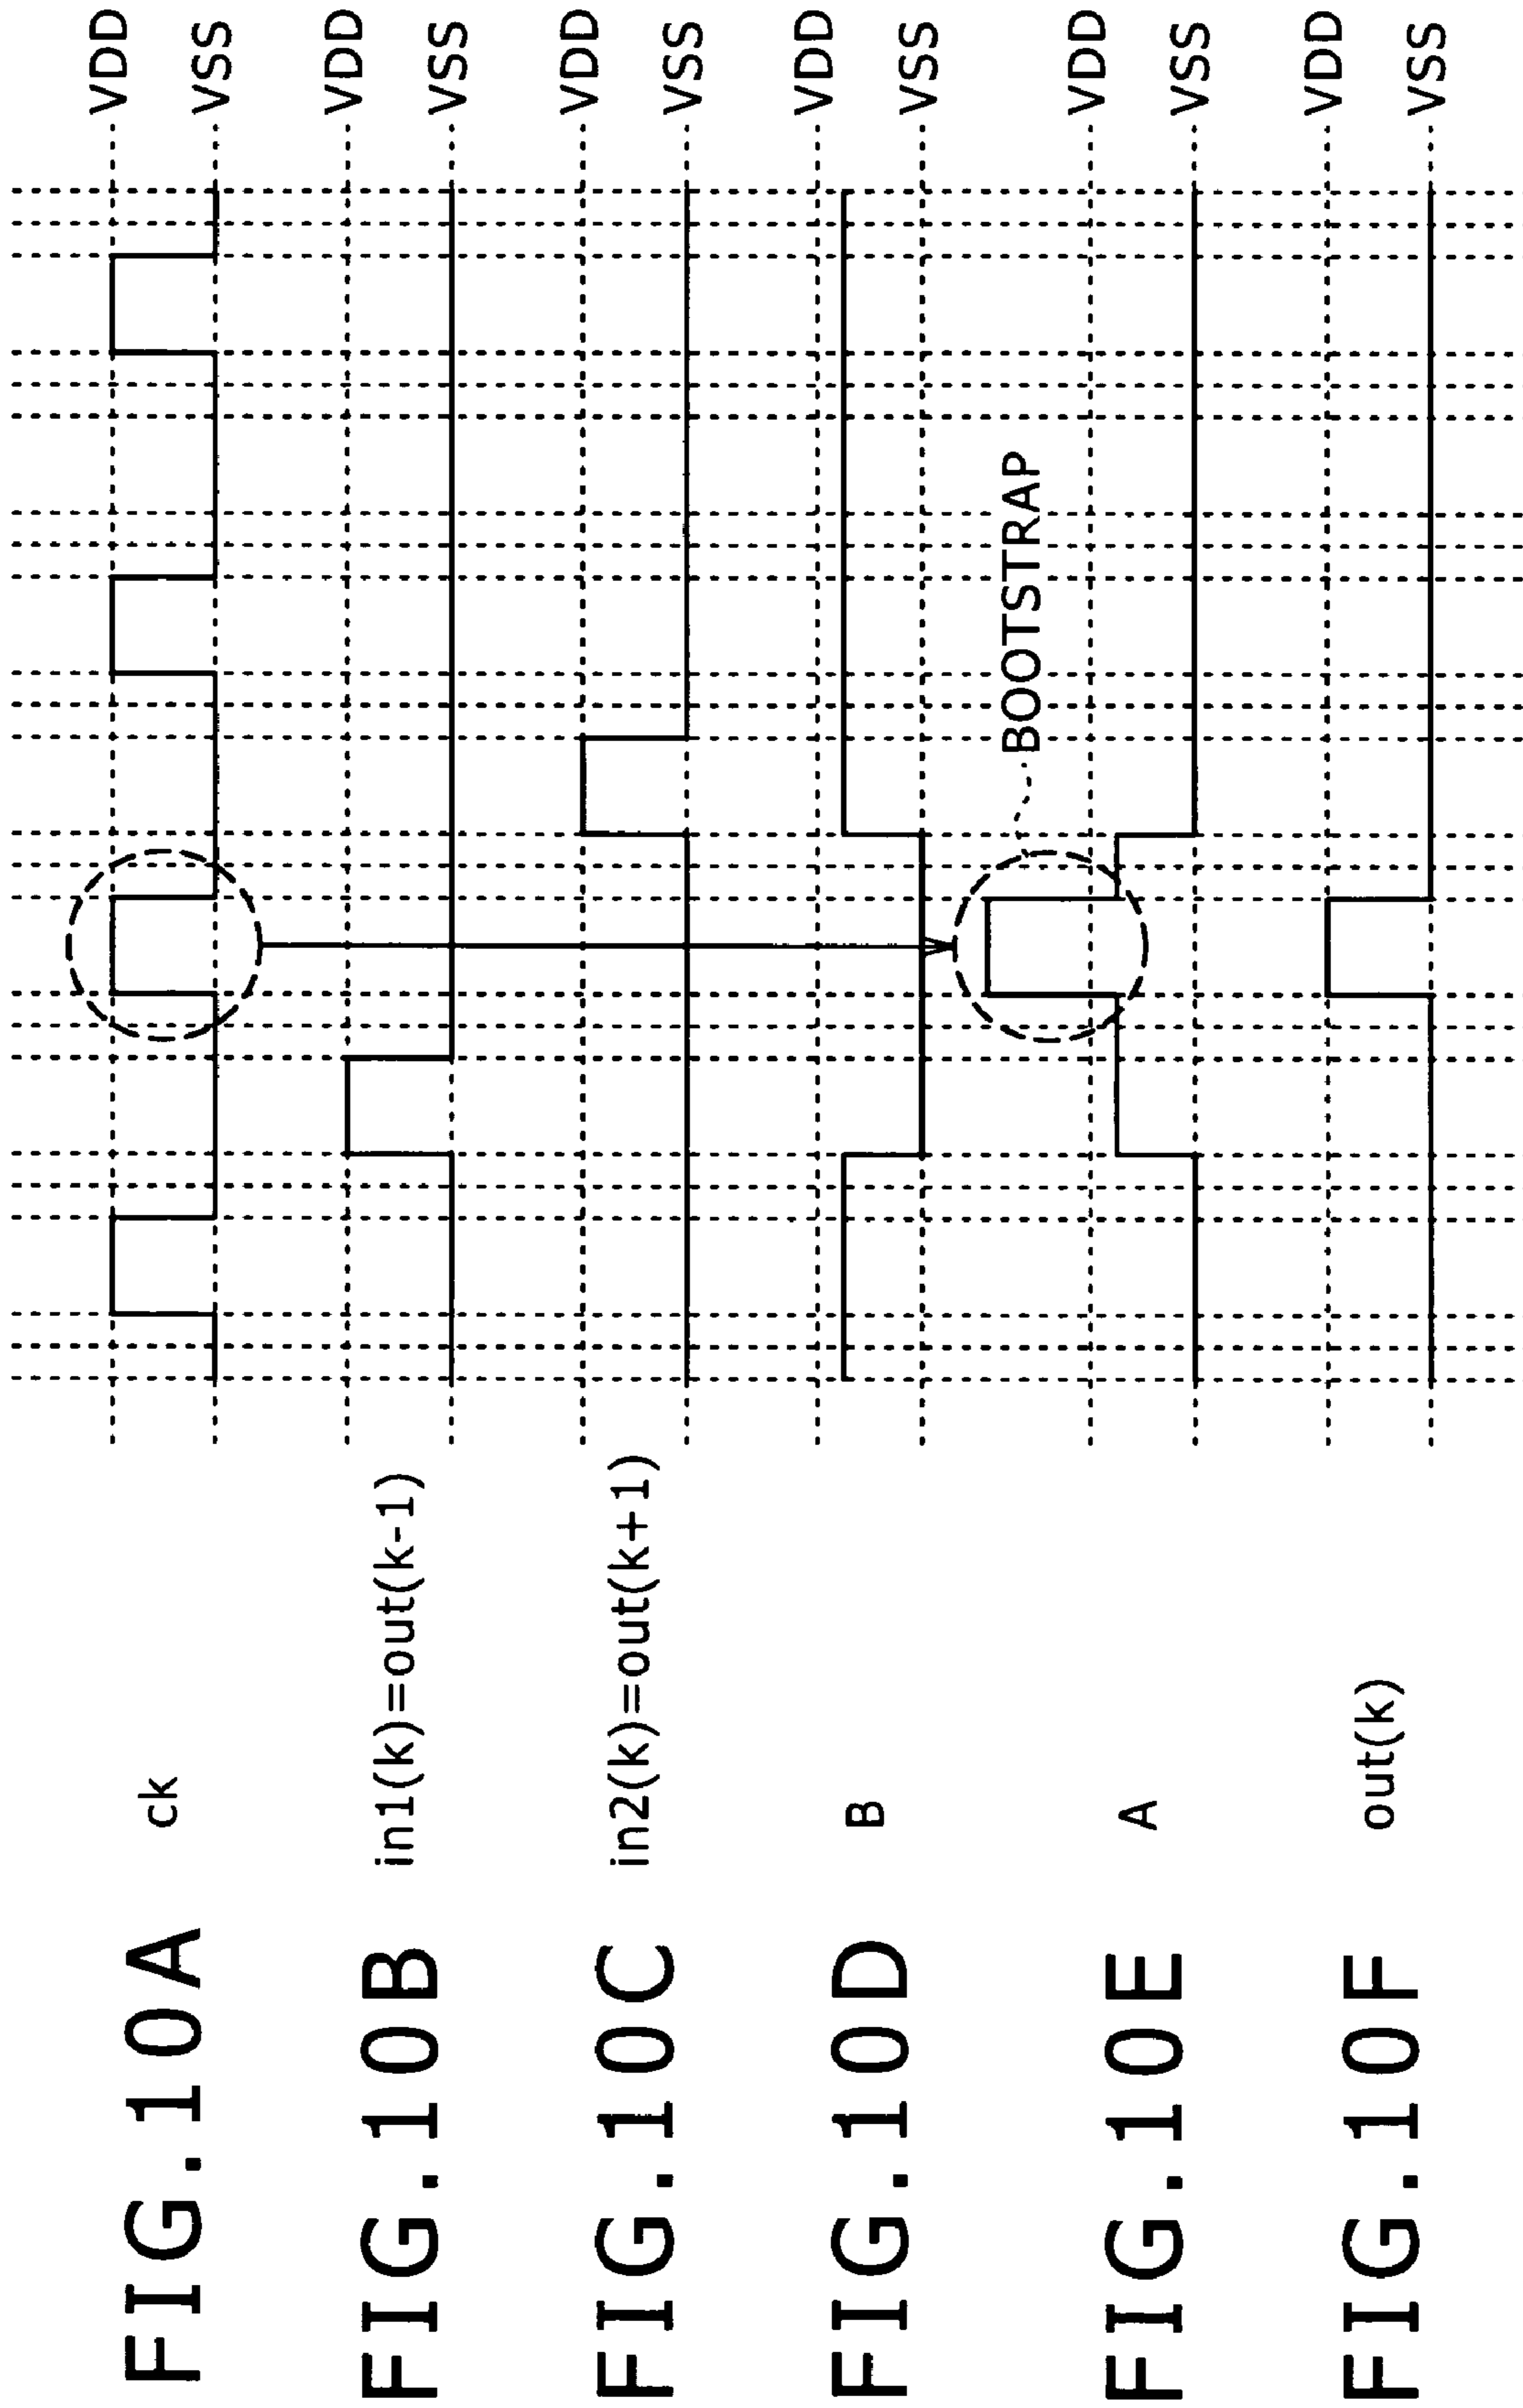 FIG.10A ck VDD
VSS
FIG.10B in1(k)=out(k-1) VDD
VSS
FIG.10C in2(k)=out(k+1) VDD
VSS
FIG.10D B VDD
VSS
BOOTSTRAP
FIG.10E A VDD
VSS
FIG.10F out(k) VDD
VSS